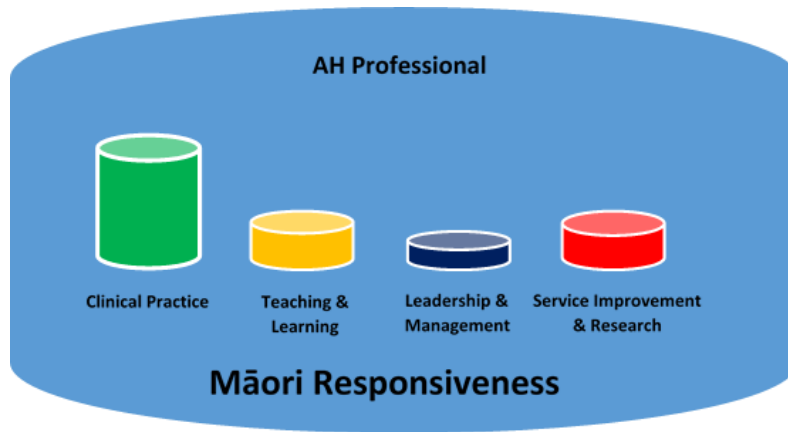 AH Professional
Clinical Practice
Teaching &
Learning
Leadership &
Management
Service Improvement
& Research
Māori Responsiveness